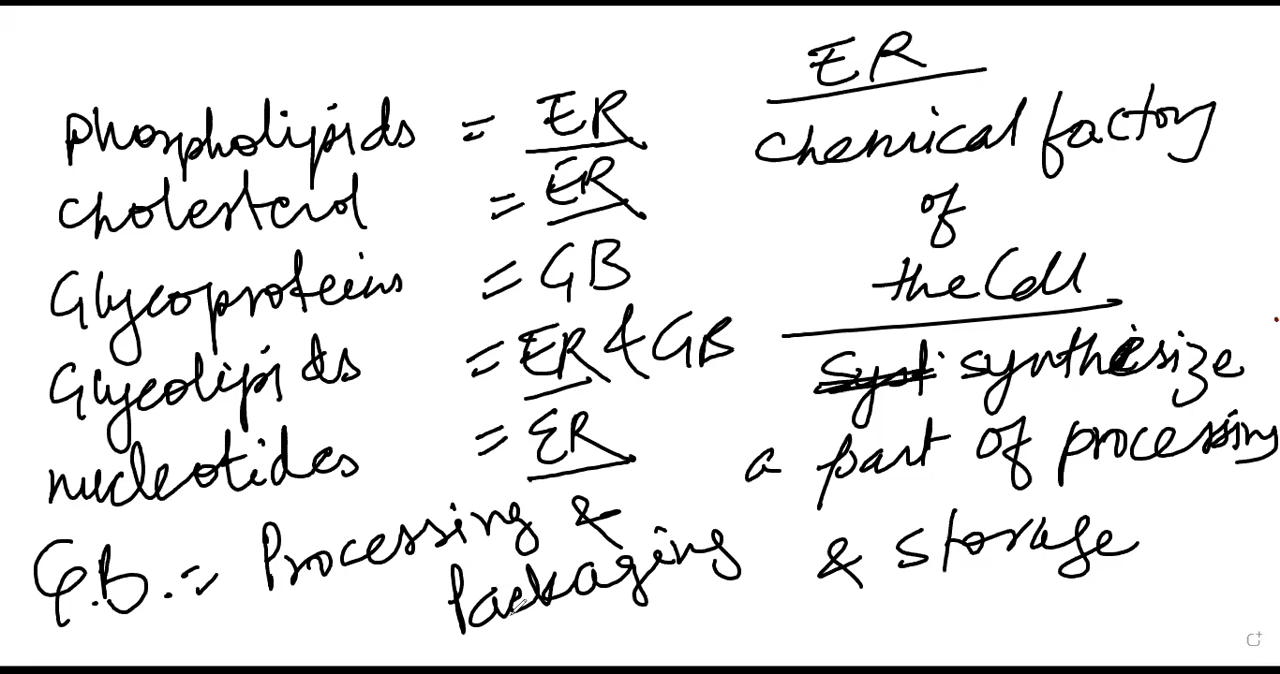 Phospholipids = ER
Cholesterol = ER
Glycoproteins = GB
Glycolipids = ER & GB
nucleotides = ER
G.B. = Processing &
Packaging
ER
Chemical factory
of
the Cell
Syst synthesize
a part of processing
& storage